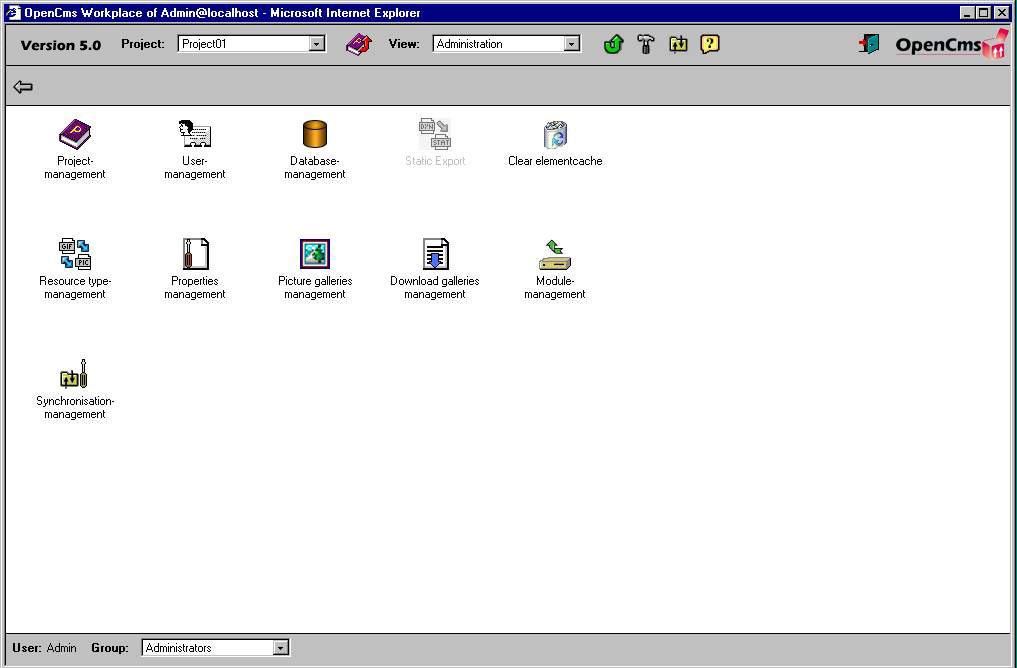 OpenCms Workplace of Admin@localhost - Microsoft Internet Explorer
Version 5.0 Project: Project01 View: Administration OpenCms
Project-
management
User-
management
Database-
management
Static Export
Clear elementcache
Resource type-
management
Properties
management
Picture galleries
management
Download galleries
management
Module-
management
Synchronisation-
management
User: Admin Group: Administrators